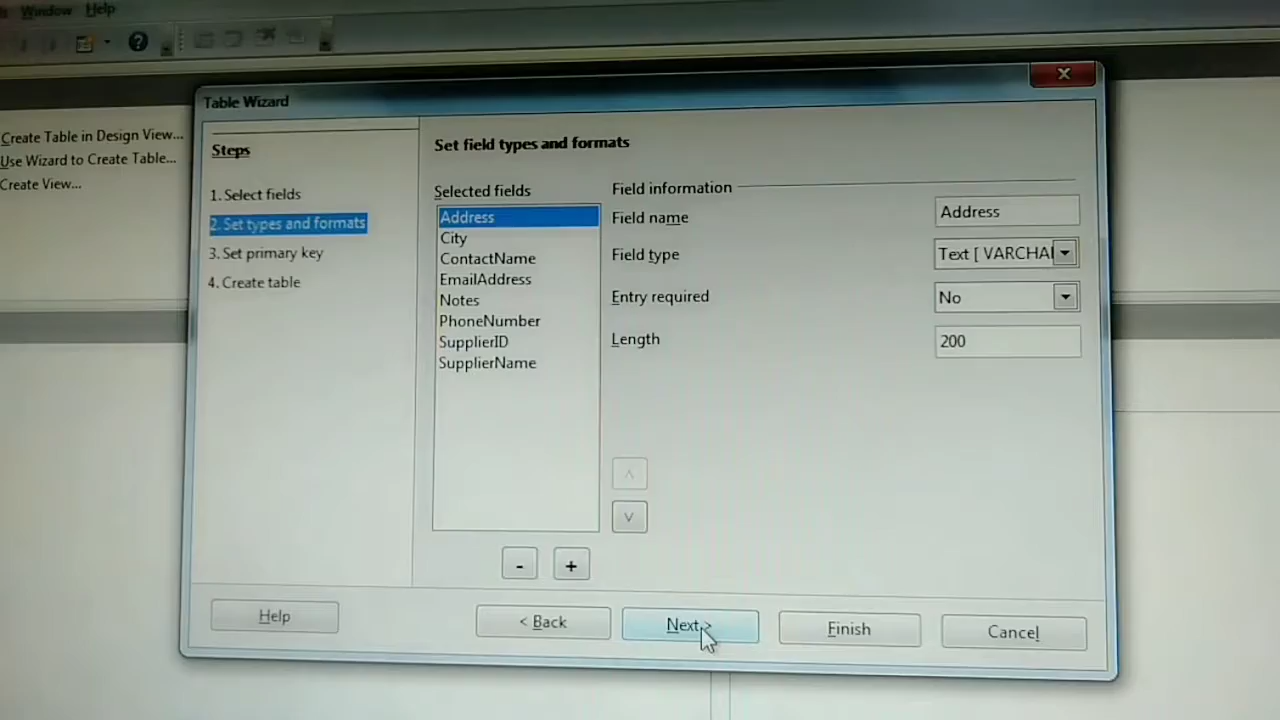 Window Help
Table Wizard
Create Table in Design View...
Use Wizard to Create Table...
Create View...
Steps
1. Select fields
2. Set types and formats
3. Set primary key
4. Create table
Set field types and formats
Selected fields
Address
City
ContactName
EmailAddress
Notes
PhoneNumber
SupplierID
SupplierName
Field information
Field name
Address
Field type
Text [ VARCHAR
Entry required
No
Length
200
- +
Help
< Back
Next >
Finish
Cancel